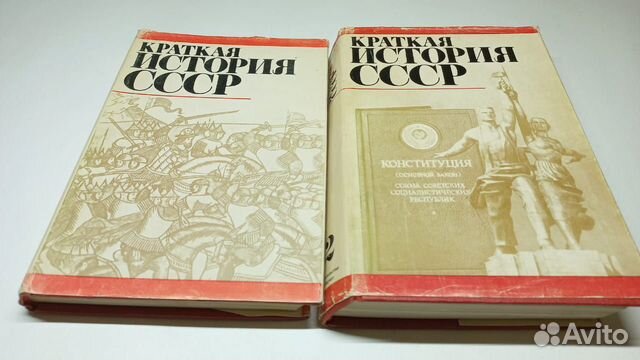 КРАТКАЯ
ИСТОРИЯ
СССР
КРАТКАЯ
ИСТОРИЯ
СССР
КОНСТИТУЦИЯ
(ОСНОВНОЙ ЗАКОН)
СОЮЗА СОВЕТСКИХ
СОЦИАЛИСТИЧЕСКИХ
РЕСПУБЛИК
2
Avito